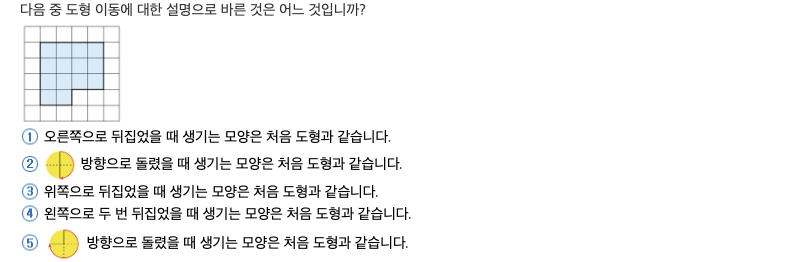 다음 중 도형 이동에 대한 설명으로 바른 것은 어느 것입니까?
① 오른쪽으로 뒤집었을 때 생기는 모양은 처음 도형과 같습니다.
② 방향으로 돌렸을 때 생기는 모양은 처음 도형과 같습니다.
③ 위쪽으로 뒤집었을 때 생기는 모양은 처음 도형과 같습니다.
④ 왼쪽으로 두 번 뒤집었을 때 생기는 모양은 처음 도형과 같습니다.
⑤ 방향으로 돌렸을 때 생기는 모양은 처음 도형과 같습니다.